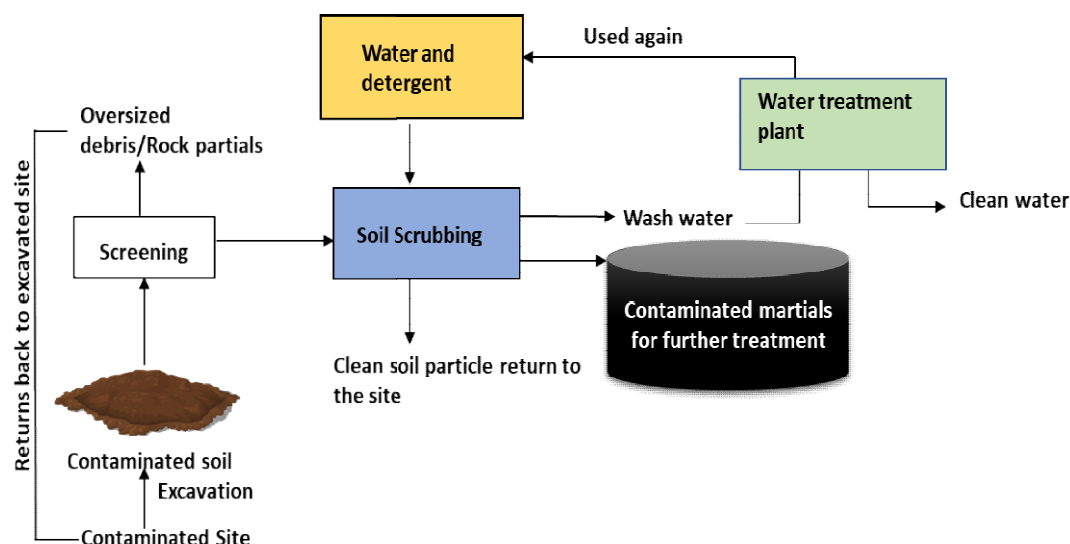 Used again
Water and
detergent
Water treatment
plant
Oversized
debris/Rock partials
Returns back to excavated site
Clean water
Wash water
Soil Scrubbing
Screening
Contaminated martials
for further treatment
Clean soil particle return to
the site
Contaminated soil
Excavation
Contaminated Site